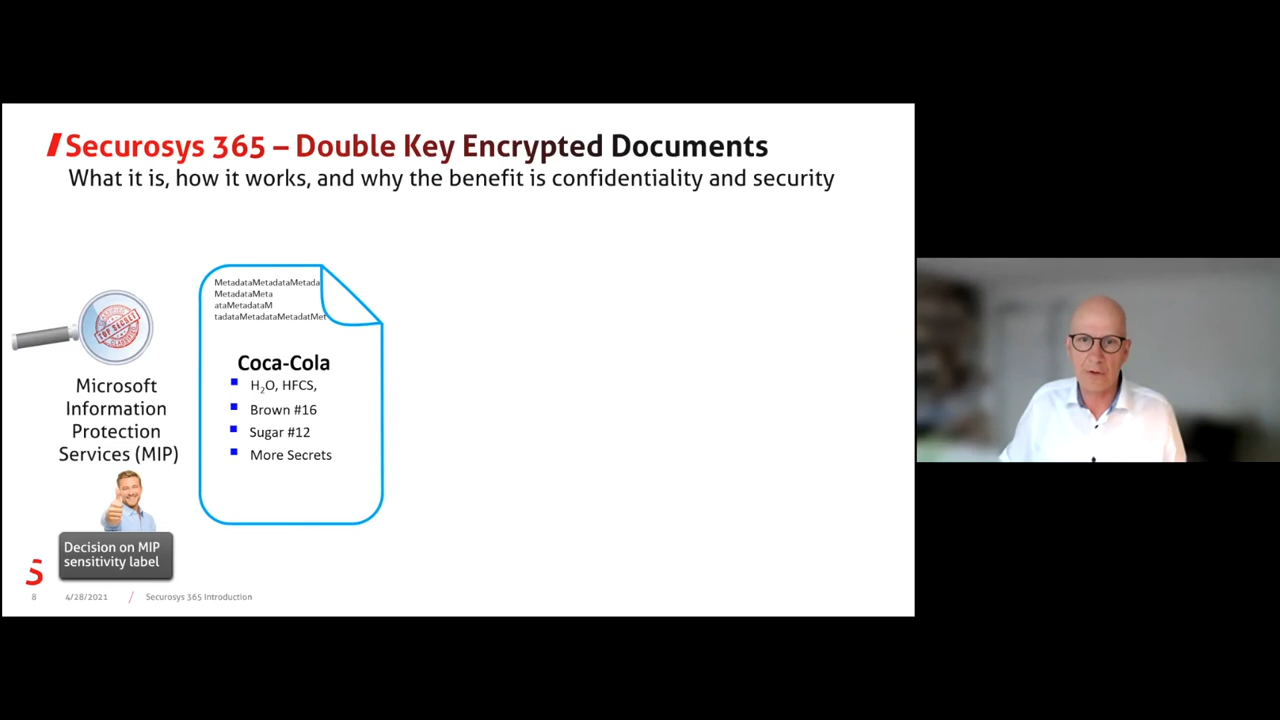 Securosys 365 – Double Key Encrypted Documents
What it is, how it works, and why the benefit is confidentiality and security
MetadataMetadataMetada
MetadataMeta
ataMetadataM
tadataMetadataMetadatMet
TOP SECRET
Coca-Cola
H₂O, HFCS,
Brown #16
Sugar #12
More Secrets
Microsoft
Information
Protection
Services (MIP)
Decision on MIP
sensitivity label
8 4/28/2021 / Securosys 365 Introduction